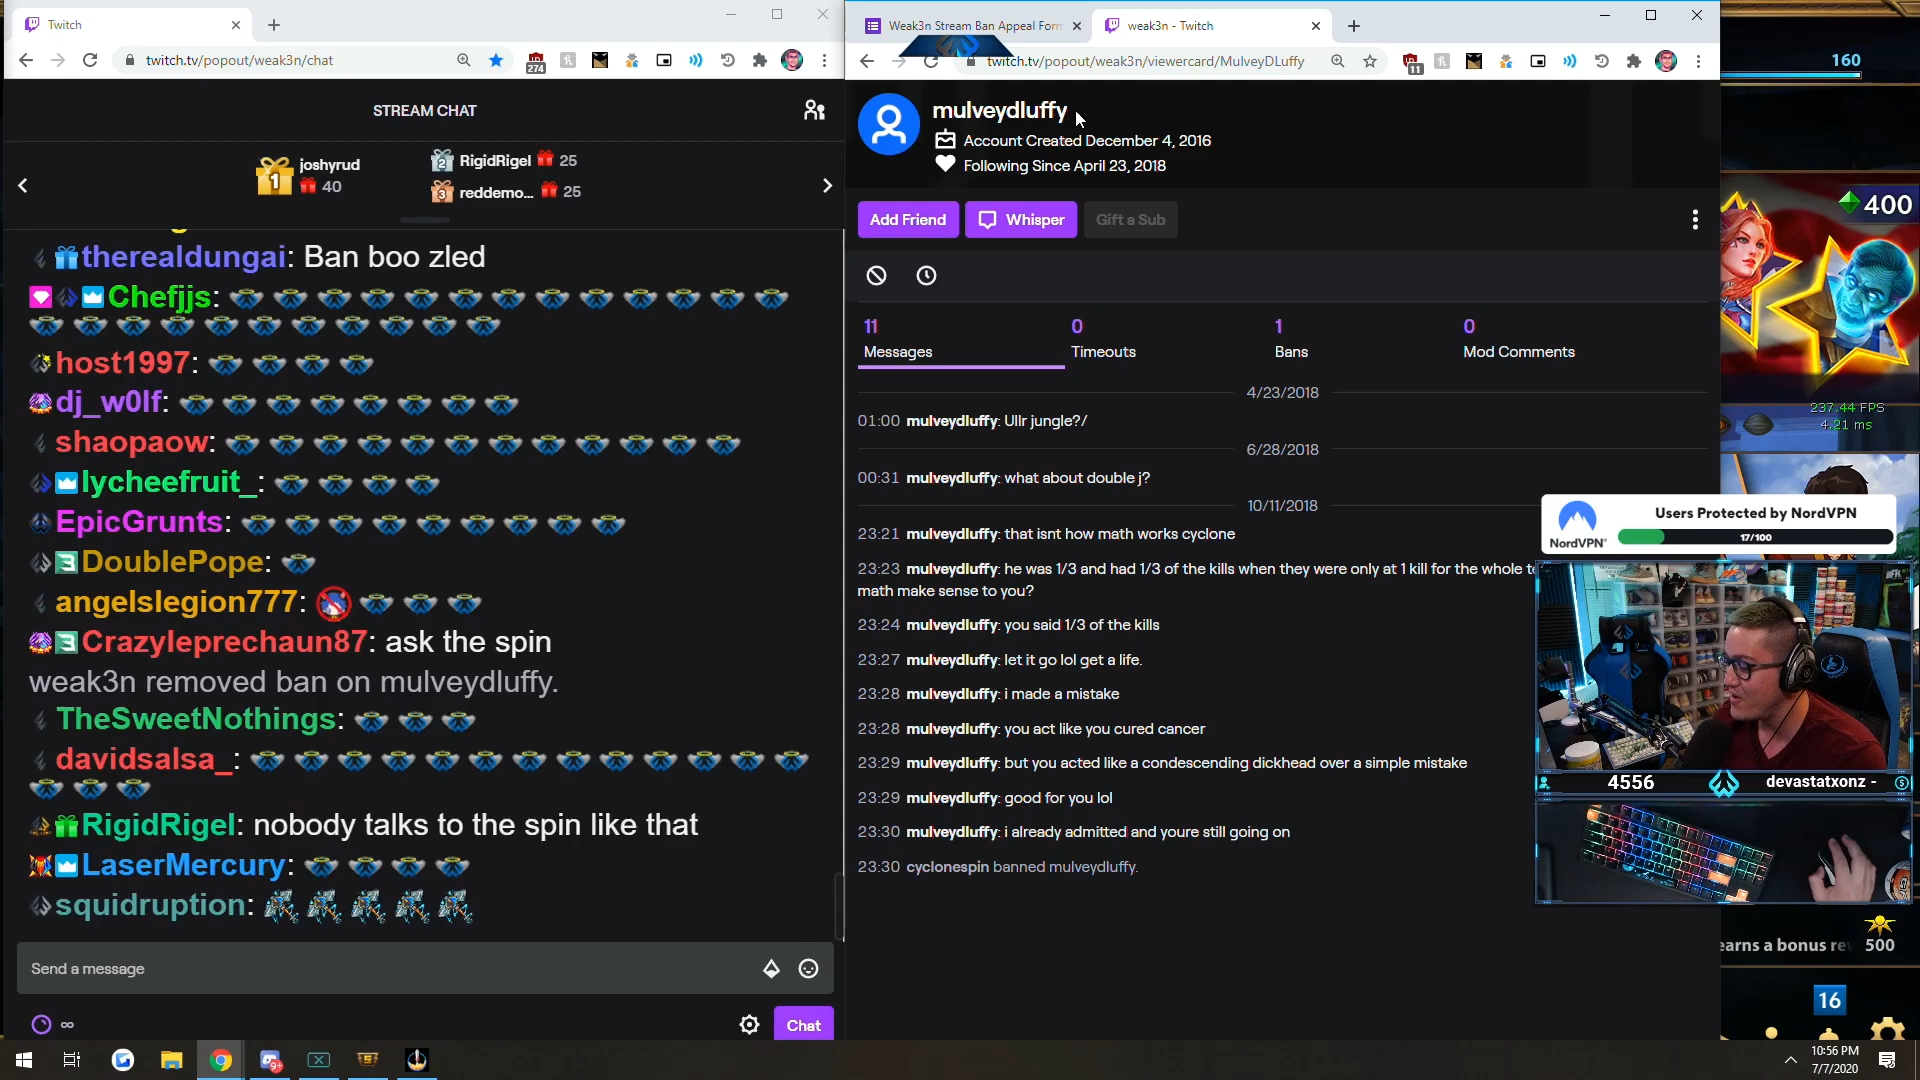 Twitch
twitch.tv/popout/weak3n/chat
274
STREAM CHAT
1
joshyrud
40
2 RigidRigel 25
3 reddemo... 25
therealdungai: Ban boo zled
Chefjjs:
host1997:
dj_w0lf:
shaopaow:
lycheefruit_:
EpicGrunts:
3 DoublePope:
angelslegion777:
3 Crazyleprechaun87: ask the spin
weak3n removed ban on mulveydluffy.
TheSweetNothings:
davidsalsa_:
RigidRigel: nobody talks to the spin like that
LaserMercury:
squidruption:
Send a message
Chat
Weak3n Stream Ban Appeal Form
weak3n - Twitch
twitch.tv/popout/weak3n/viewercard/MulveyDLuffy
11
mulveydluffy
Account Created December 4, 2016
Following Since April 23, 2018
Add Friend
Whisper
Gift a Sub
11
Messages
0
Timeouts
1
Bans
0
Mod Comments
4/23/2018
01:00 mulveydluffy: Ullr jungle?/
6/28/2018
00:31 mulveydluffy: what about double j?
10/11/2018
23:21 mulveydluffy: that isnt how math works cyclone
23:23 mulveydluffy: he was 1/3 and had 1/3 of the kills when they were only at 1 kill for the whole
math make sense to you?
23:24 mulveydluffy: you said 1/3 of the kills
23:27 mulveydluffy: let it go lol get a life.
23:28 mulveydluffy: i made a mistake
23:28 mulveydluffy: you act like you cured cancer
23:29 mulveydluffy: but you acted like a condescending dickhead over a simple mistake
23:29 mulveydluffy: good for you lol
23:30 mulveydluffy: i already admitted and youre still going on
23:30 cyclonespin banned mulveydluffy.
160
400
237.44 FPS
4.21 ms
NordVPN
Users Protected by NordVPN
17/100
4556
devastatxonz -
earns a bonus re
500
16
9+
10:56 PM
7/7/2020